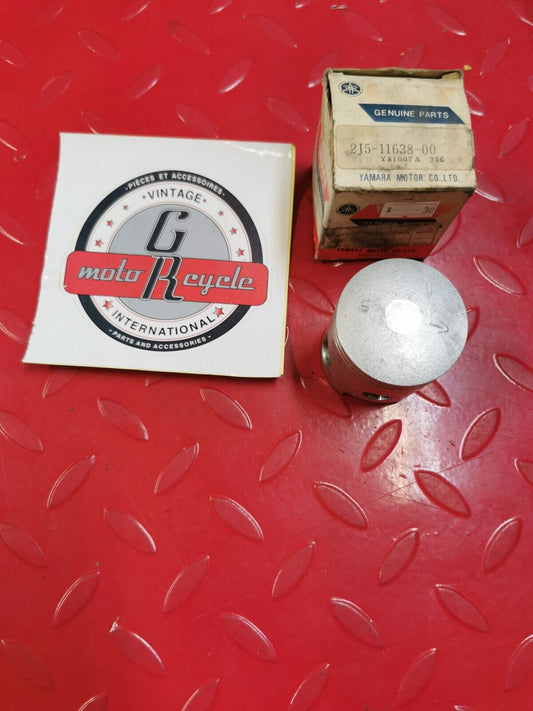 PIÈCES ET ACCESSOIRES
VINTAGE
G
moto R cycle
INTERNATIONAL
PARTS AND ACCESSORIES
GENUINE PARTS
2J5-11638-00
YAMAHA MOTOR CO.,LTD.
$ 30